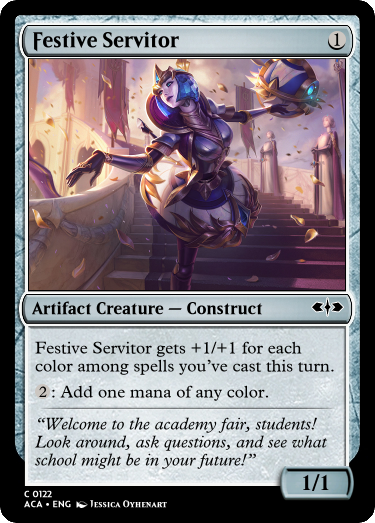 Festive Servitor 1
Artifact Creature — Construct
Festive Servitor gets +1/+1 for each
color among spells you've cast this turn.
2 : Add one mana of any color.
“Welcome to the academy fair, students!
Look around, ask questions, and see what
school might be in your future!”
1/1
C 0122
ACA • ENG Jessica Oyhenart